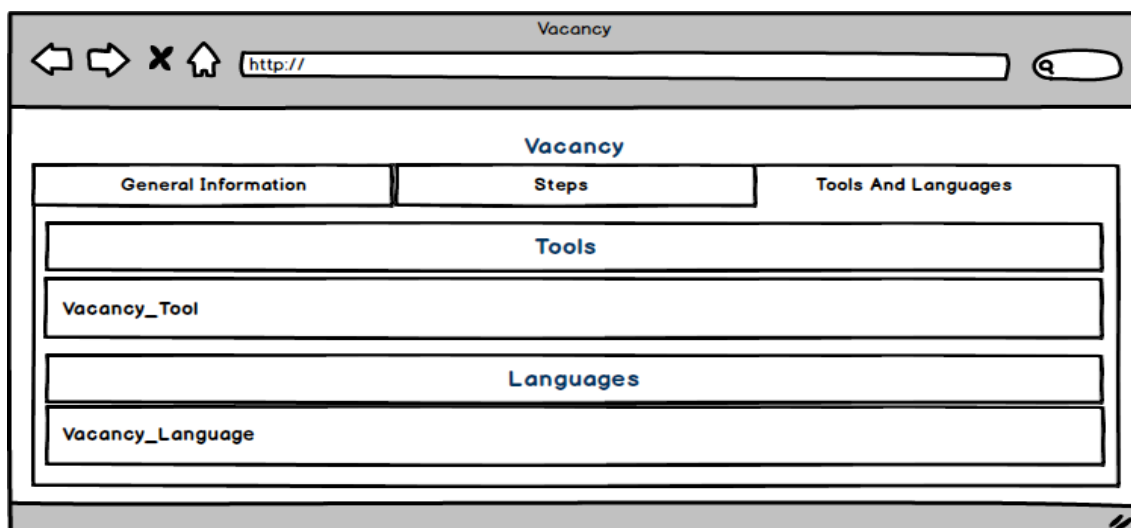 Vacancy
http://
Vacancy
General Information Steps Tools And Languages
Tools
Vacancy_Tool
Languages
Vacancy_Language